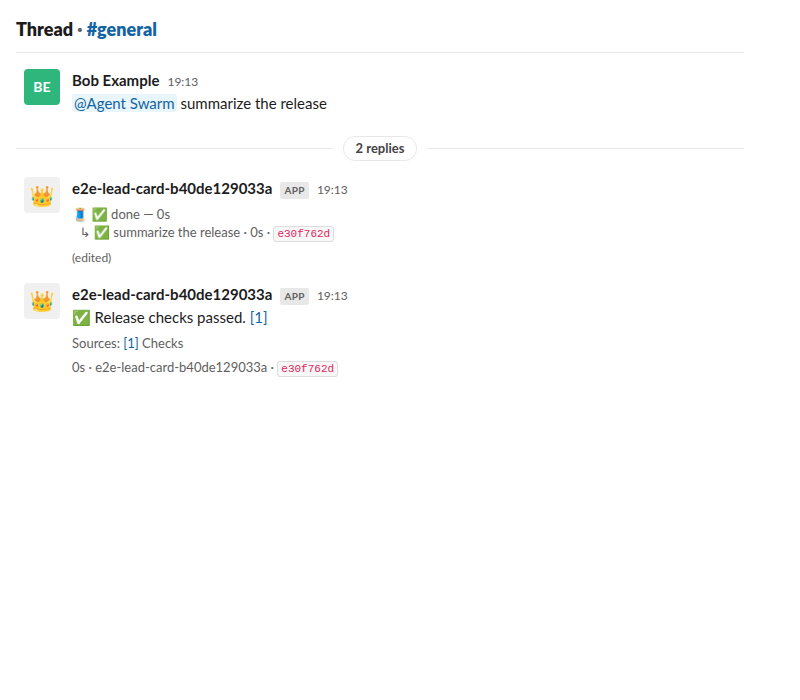 Thread • #general
BE
Bob Example 19:13
@Agent Swarm summarize the release
2 replies
e2e-lead-card-b40de129033a APP 19:13
🧵 ✅ done — 0s
↳ ✅ summarize the release · 0s · e30f762d
(edited)
e2e-lead-card-b40de129033a APP 19:13
✅ Release checks passed. [1]
Sources: [1] Checks
0s · e2e-lead-card-b40de129033a · e30f762d